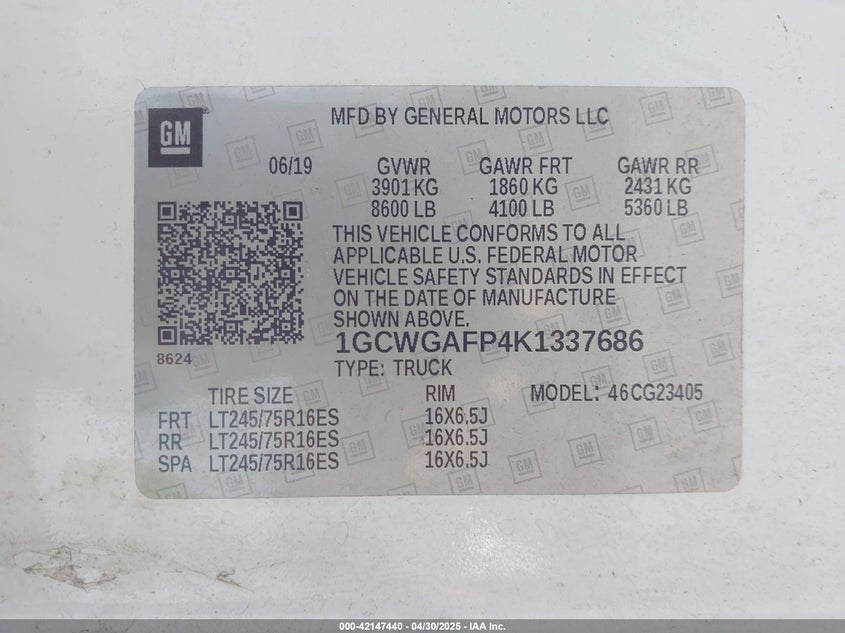 GM
MFD BY GENERAL MOTORS LLC
06/19 GVWR GAWR FRT GAWR RR
3901 KG 1860 KG 2431 KG
8600 LB 4100 LB 5360 LB
THIS VEHICLE CONFORMS TO ALL
APPLICABLE U.S. FEDERAL MOTOR
VEHICLE SAFETY STANDARDS IN EFFECT
ON THE DATE OF MANUFACTURE
SHOWN ABOVE.
8624
1GCWGAFP4K1337686
TYPE: TRUCK
TIRE SIZE RIM MODEL: 46CG23405
FRT LT245/75R16ES 16X6.5J
RR LT245/75R16ES 16X6.5J
SPA LT245/75R16ES 16X6.5J
000-42147440 - 04/30/2025 - IAA Inc.